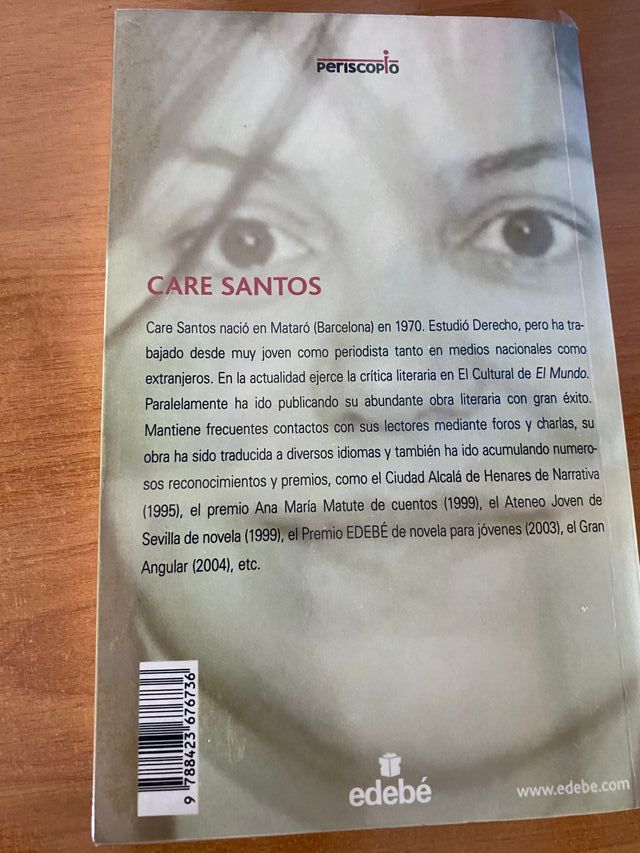 PERISCOPIO
CARE SANTOS
Care Santos nació en Mataró (Barcelona) en 1970. Estudió Derecho, pero ha tra-
bajado desde muy joven como periodista tanto en medios nacionales como
extranjeros. En la actualidad ejerce la crítica literaria en El Cultural de El Mundo.
Paralelamente ha ido publicando su abundante obra literaria con gran éxito.
Mantiene frecuentes contactos con sus lectores mediante foros y charlas, su
obra ha sido traducida a diversos idiomas y también ha ido acumulando numero-
sos reconocimientos y premios, como el Ciudad Alcalá de Henares de Narrativa
(1995), el premio Ana María Matute de cuentos (1999), el Ateneo Joven de
Sevilla de novela (1999), el Premio EDEBÉ de novela para jóvenes (2003), el Gran
Angular (2004), etc.
9 788423 676736
edebé
www.edebe.com